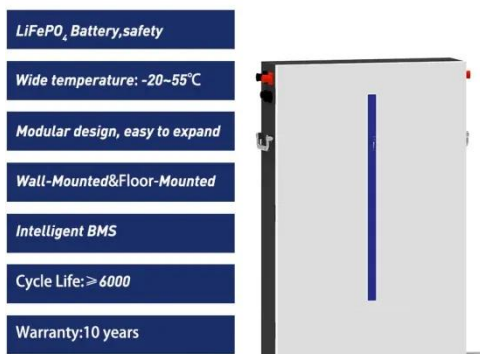 LiFePO₄ Battery,safety
Wide temperature: -20~55℃
Modular design, easy to expand
Wall-Mounted&Floor-Mounted
Intelligent BMS
Cycle Life:≥6000
Warranty:10 years